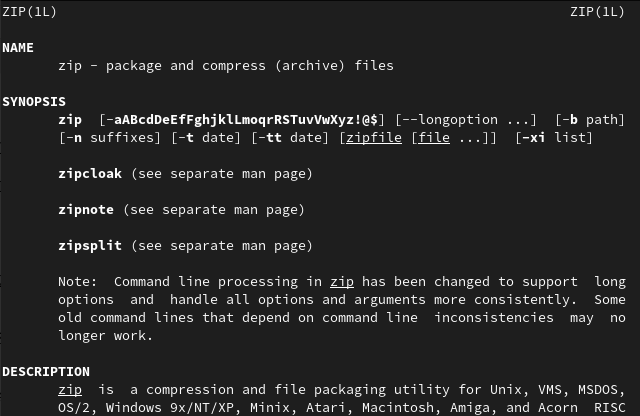 ZIP(1L) ZIP(1L)
NAME
zip - package and compress (archive) files
SYNOPSIS
zip [-aABcdDeEfFghjklLmoqrRSTuvVwXyz!@$] [--longoption ...] [-b path]
[-n suffixes] [-t date] [-tt date] [zipfile [file ...]] [-xi list]
zipcloak (see separate man page)
zipnote (see separate man page)
zipsplit (see separate man page)
Note: Command line processing in zip has been changed to support long
options and handle all options and arguments more consistently. Some
old command lines that depend on command line inconsistencies may no
longer work.
DESCRIPTION
zip is a compression and file packaging utility for Unix, VMS, MSDOS,
OS/2, Windows 9x/NT/XP, Minix, Atari, Macintosh, Amiga, and Acorn RISC